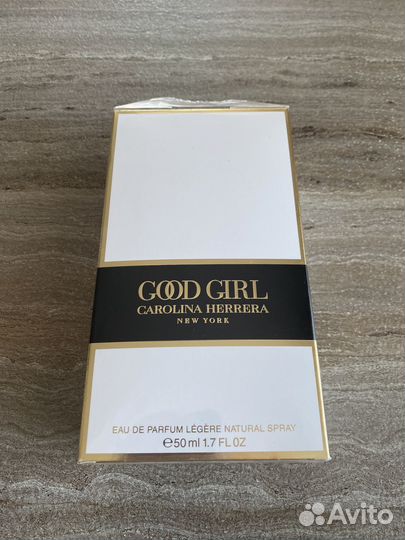 GOOD GIRL
CAROLINA HERRERA
NEW YORK
EAU DE PARFUM LÉGÈRE NATURAL SPRAY
℮50 ml 1.7 FL OZ
Avito